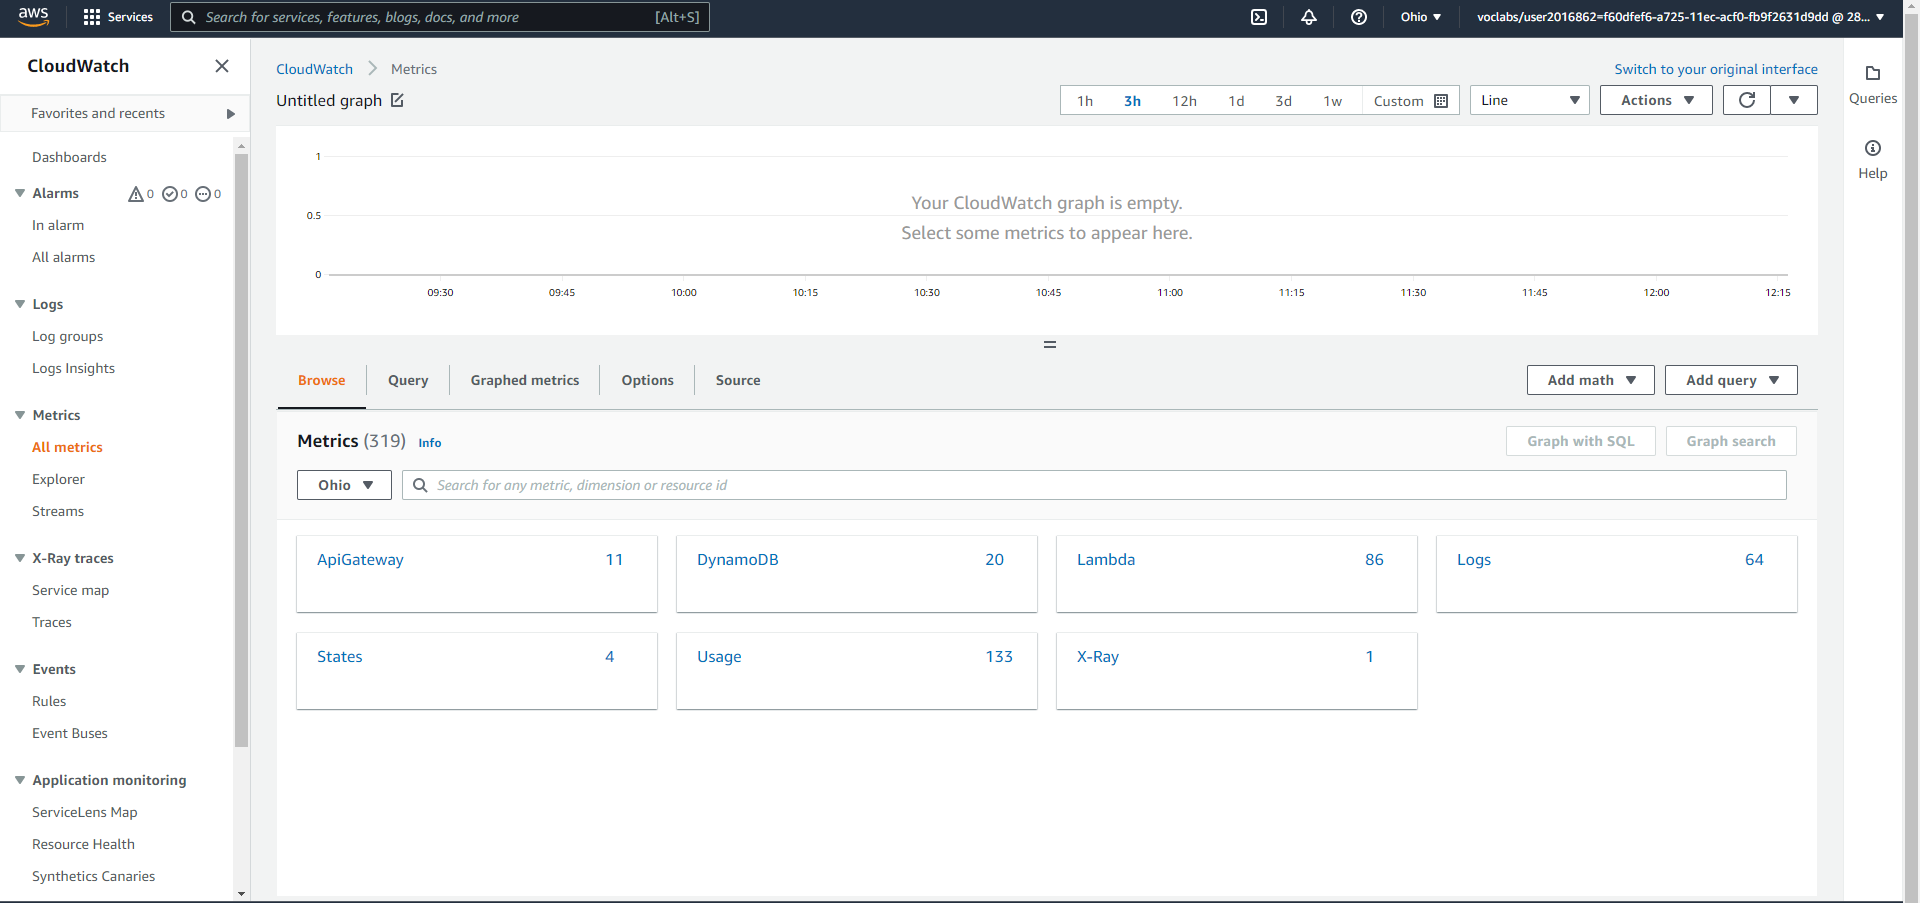 aws
Services
Search for services, features, blogs, docs, and more [Alt+S]
Ohio
voclabs/user2016862=f60dfef6-a725-11ec-acf0-fb9f2631d9dd @ 28...
CloudWatch
Favorites and recents
Dashboards
Alarms 0 0 0
In alarm
All alarms
Logs
Log groups
Logs Insights
Metrics
All metrics
Explorer
Streams
X-Ray traces
Service map
Traces
Events
Rules
Event Buses
Application monitoring
ServiceLens Map
Resource Health
Synthetics Canaries
CloudWatch Metrics
Switch to your original interface
Untitled graph
1h 3h 12h 1d 3d 1w Custom
Line
Actions
1
0.5
0
Your CloudWatch graph is empty.
Select some metrics to appear here.
09:30 09:45 10:00 10:15 10:30 10:45 11:00 11:15 11:30 11:45 12:00 12:15
Browse Query Graphed metrics Options Source
Add math
Add query
Metrics (319) Info
Graph with SQL
Graph search
Ohio
Search for any metric, dimension or resource id
ApiGateway 11
DynamoDB 20
Lambda 86
Logs 64
States 4
Usage 133
X-Ray 1
Queries
Help